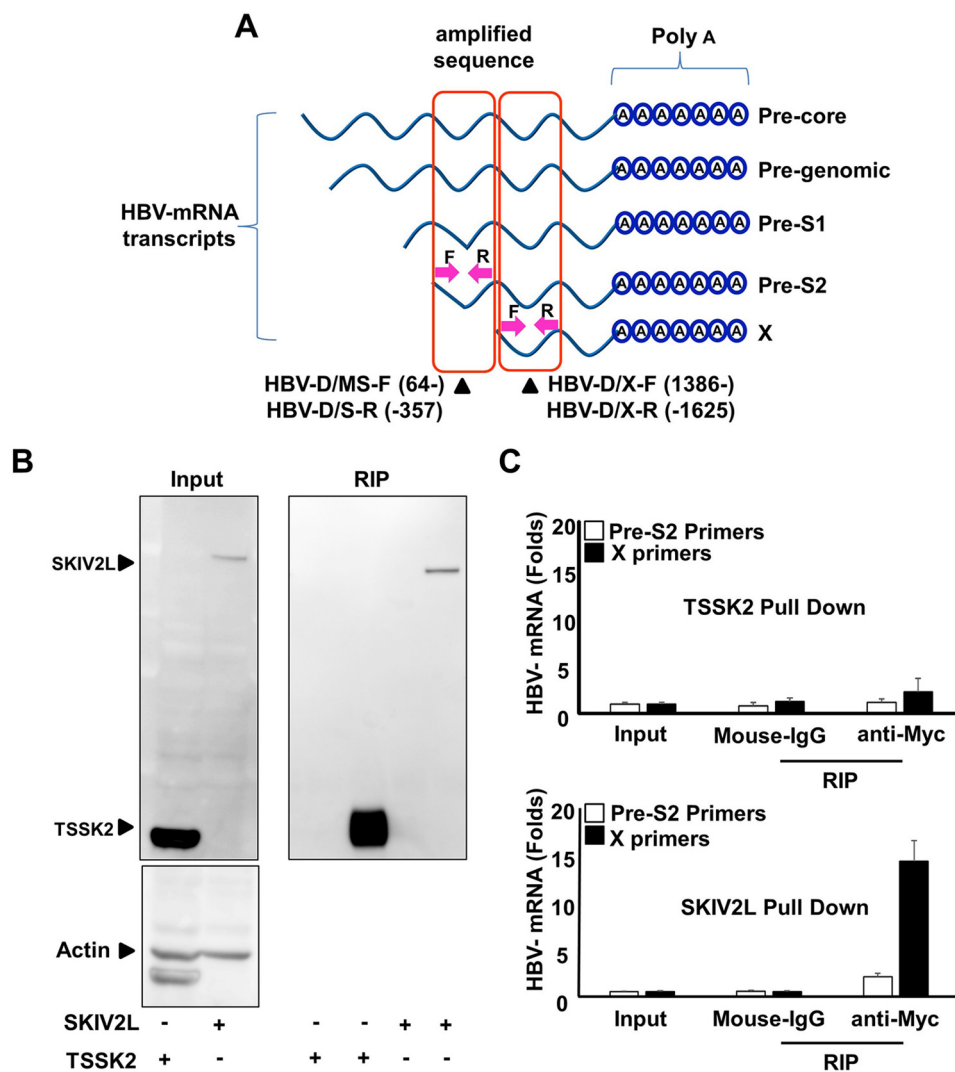 A
amplified
sequence
Poly A
A A A A A A A Pre-core
A A A A A A A Pre-genomic
HBV-mRNA
transcripts
A A A A A A A Pre-S1
F R
A A A A A A A Pre-S2
F R
A A A A A A A X
HBV-D/MS-F (64-)
HBV-D/S-R (-357)
HBV-D/X-F (1386-)
HBV-D/X-R (-1625)
B
Input
RIP
SKIV2L
TSSK2
Actin
SKIV2L - + - - + +
TSSK2 + - + + - -
C
HBV- mRNA (Folds)
20
15
10
5
0
Pre-S2 Primers
X primers
TSSK2 Pull Down
Input Mouse-IgG anti-Myc
RIP
HBV- mRNA (Folds)
20
15
10
5
0
Pre-S2 Primers
X primers
SKIV2L Pull Down
Input Mouse-IgG anti-Myc
RIP